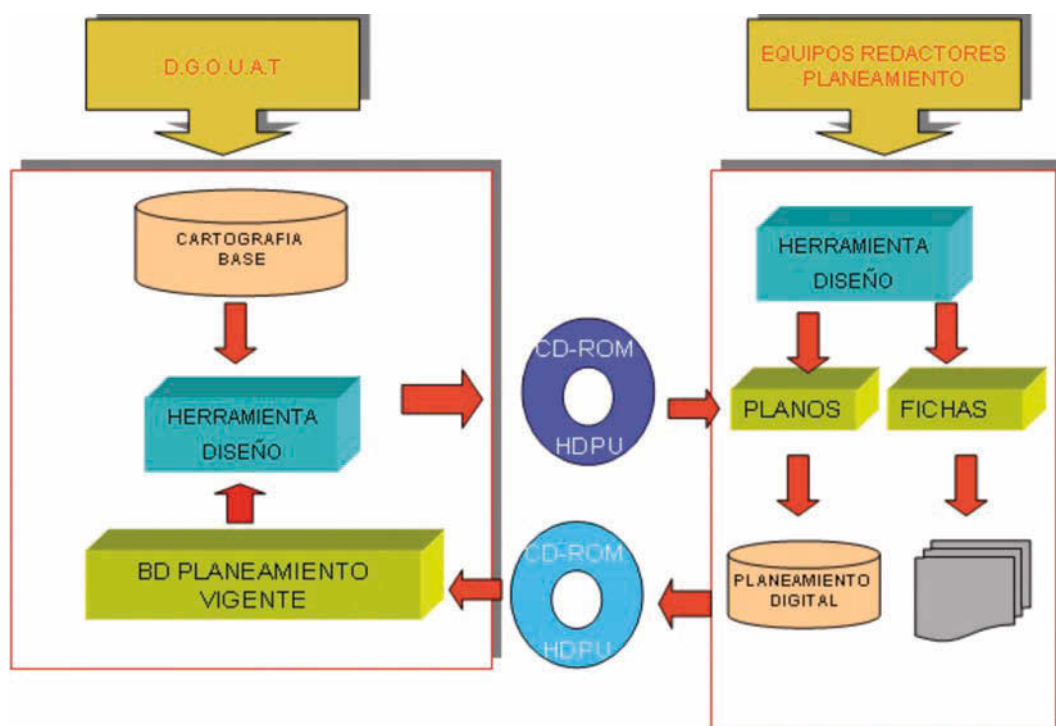 D.G.O.U.A.T
EQUIPOS REDACTORES
PLANEAMIENTO
CARTOGRAFIA
BASE
HERRAMIENTA
DISEÑO
BD PLANEAMIENTO
VIGENTE
CD-ROM
HDPU
CD-ROM
HDPU
HERRAMIENTA
DISEÑO
PLANOS
FICHAS
PLANEAMIENTO
DIGITAL